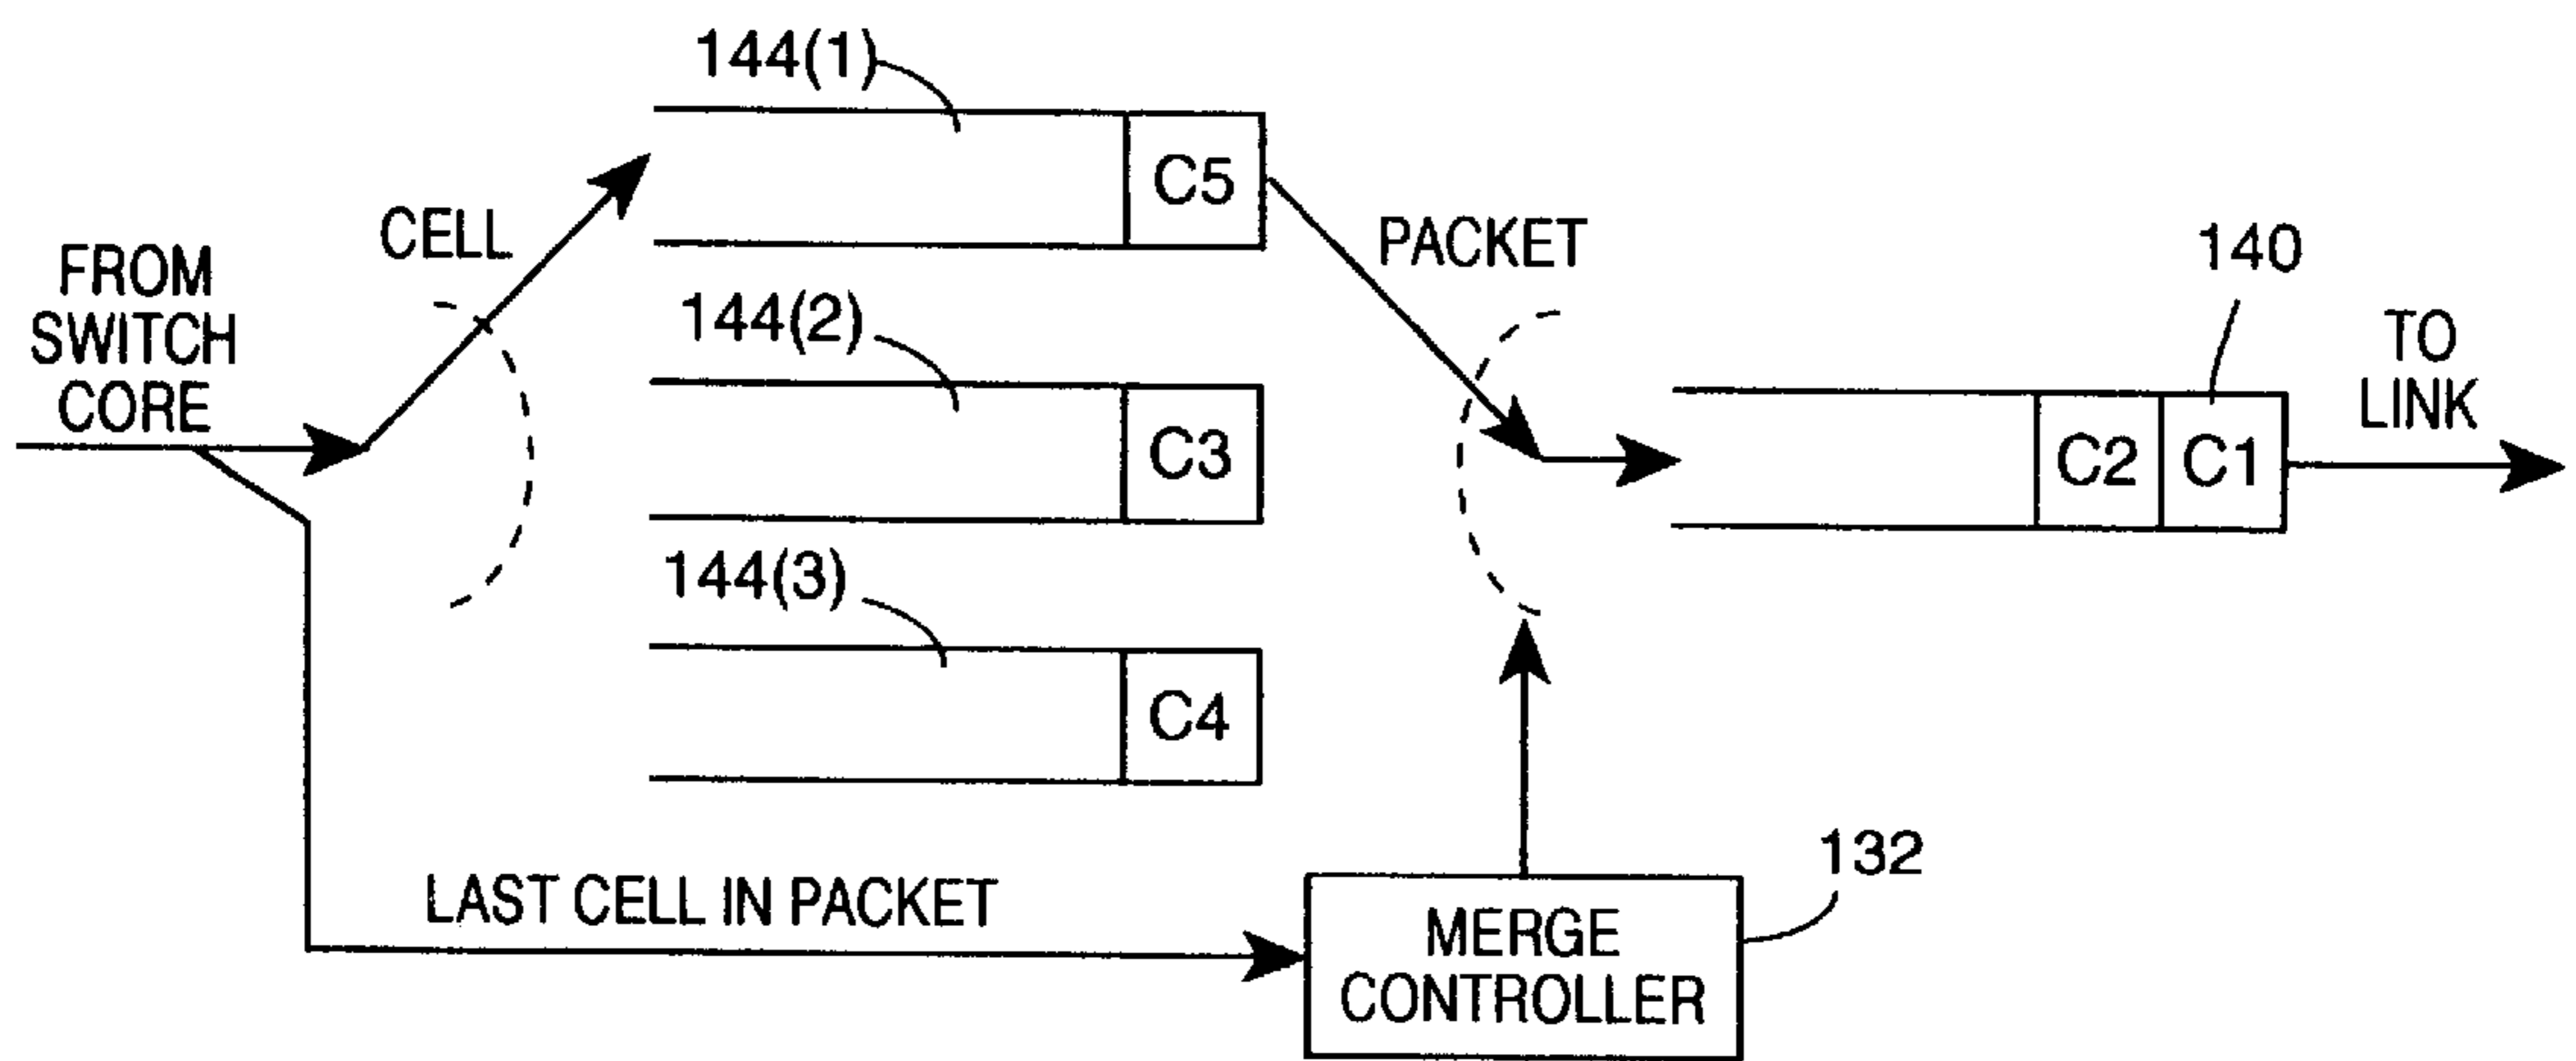 144(1)
C5
CELL
PACKET
FROM
SWITCH
CORE
144(2)
C3
140
C2
C1
TO
LINK
144(3)
C4
LAST CELL IN PACKET
132
MERGE
CONTROLLER